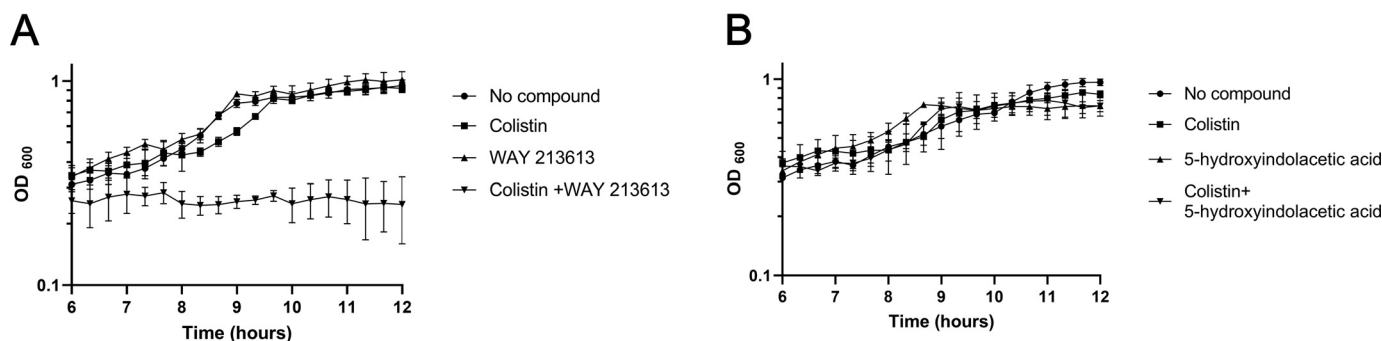 A
1
0.1
OD 600
6 7 8 9 10 11 12
Time (hours)
No compound
Colistin
WAY 213613
Colistin +WAY 213613
B
1
0.1
OD 600
6 7 8 9 10 11 12
Time (hours)
No compound
Colistin
5-hydroxyindolacetic acid
Colistin+
5-hydroxyindolacetic acid